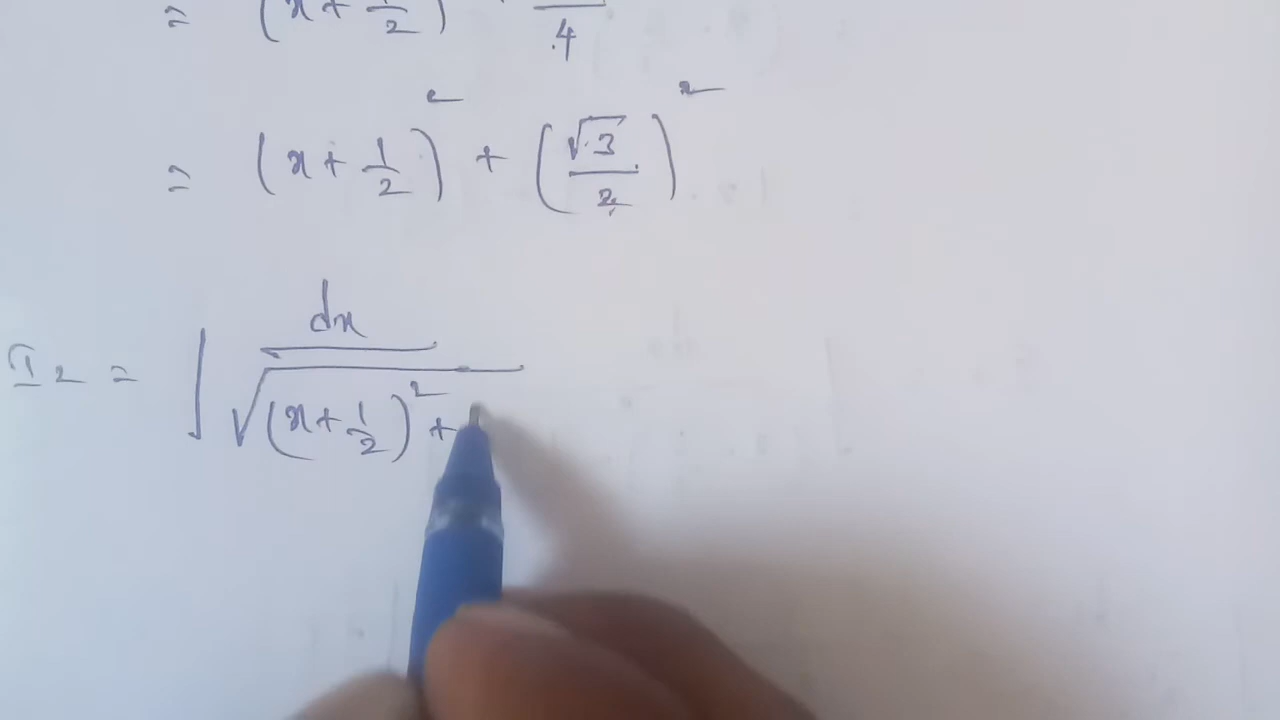 = (x + 1/2) 4
= (x + 1/2)² + (√3/2)²
I2 = ∫ dx / √(x + 1/2)² +